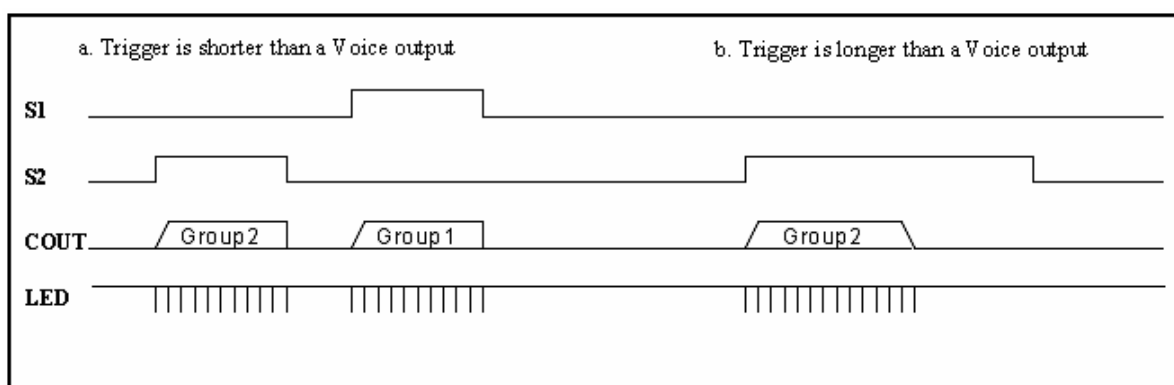 a. Trigger is shorter than a Voice output
b. Trigger is longer than a Voice output
S1
S2
COUT
Group2
Group1
Group2
LED